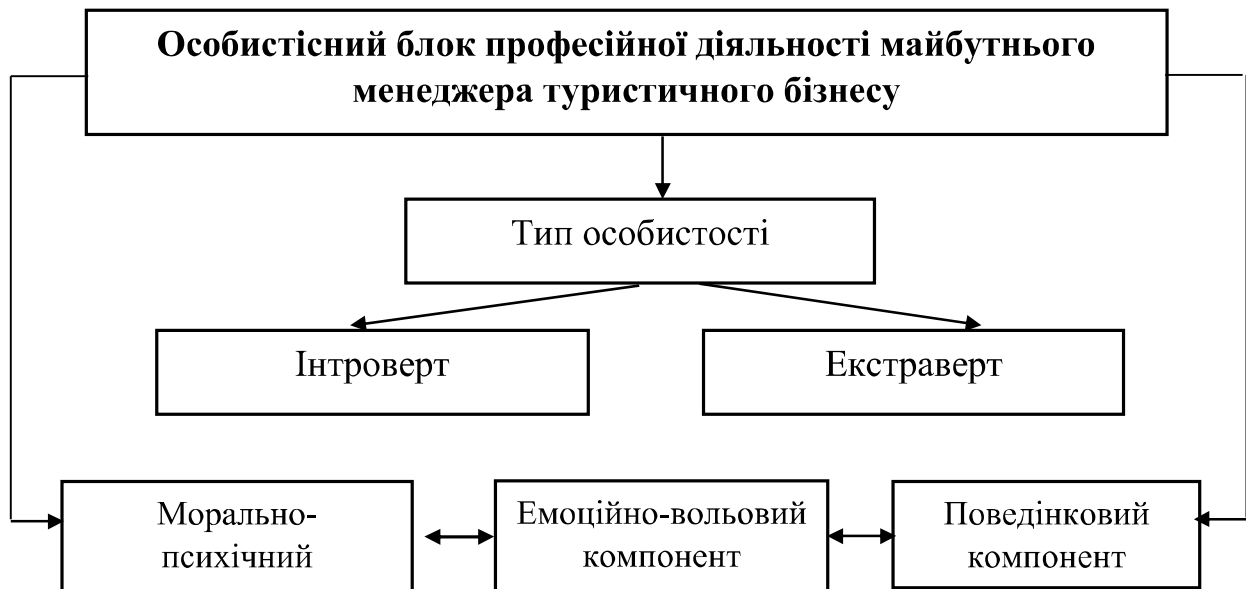 Особистісний блок професійної діяльності майбутнього
менеджера туристичного бізнесу
Тип особистості
Інтроверт
Екстраверт
Морально-
психічний
Емоційно-вольовий
компонент
Поведінковий
компонент